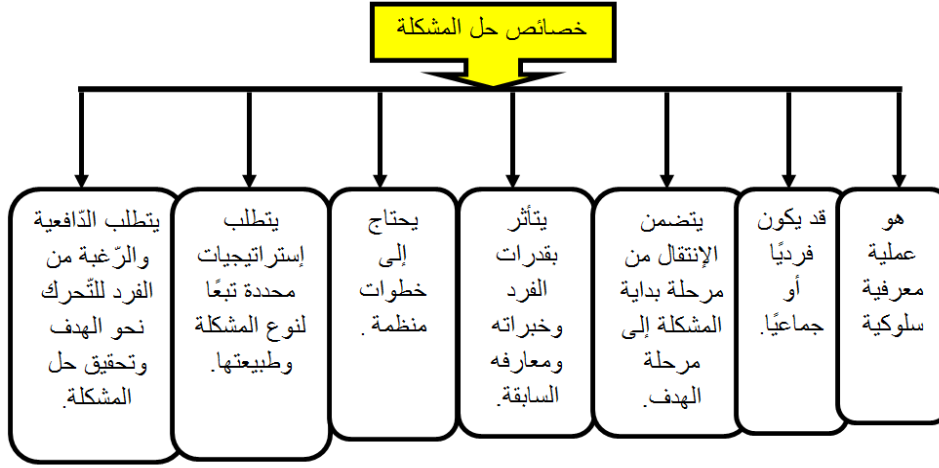 خصائص حل المشكلة
هو
عملية
معرفية
سلوكية
قد يكون
فرديًا
أو
جماعيًا.
يتضمن
الإنتقال من
مرحلة بداية
المشكلة إلى
مرحلة
الهدف.
يتأثر
بقدرات
الفرد
وخبراته
ومعارفه
السابقة.
يحتاج
إلى
خطوات
منظمة .
يتطلب
إستراتيجيات
محددة تبعًا
لنوع المشكلة
وطبيعتها.
يتطلب الدّافعية
والرّغبة من
الفرد للتّحرك
نحو الهدف
وتحقيق حل
المشكلة.